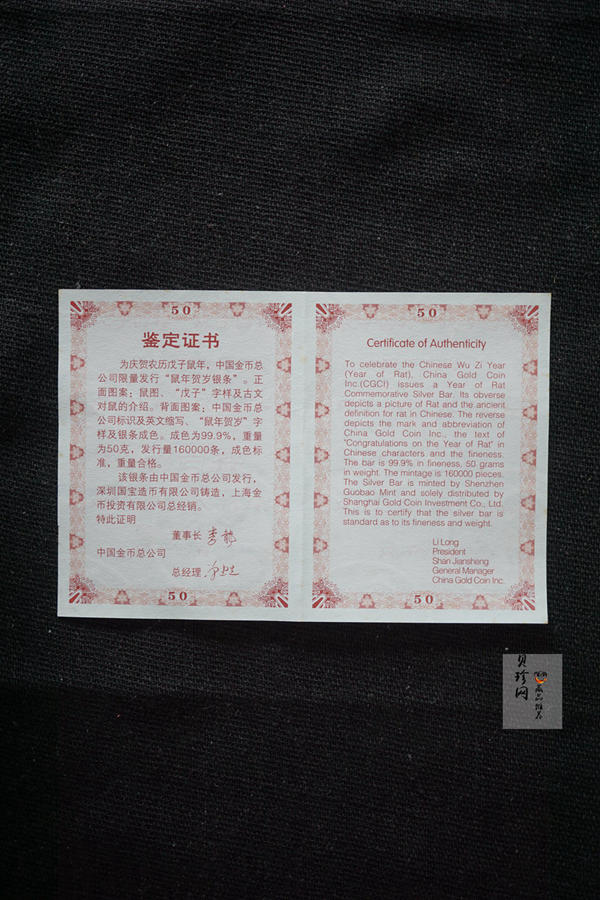 50
鉴定证书
为庆贺农历戊子鼠年，中国金币总
公司限量发行“鼠年贺岁银条”。正
面图案：鼠图、“戊子”字样及古文
对鼠的介绍。背面图案：中国金币总
公司标识及英文缩写、“鼠年贺岁”字
样及银条成色。成色为99.9%，重量
为50克，发行量160000条，成色标
准，重量合格。
该银条由中国金币总公司发行，
深圳国宝造币有限公司铸造，上海金
币投资有限公司总经销。
特此证明
董事长 李龙
中国金币总公司
总经理
50
50
Certificate of Authenticity
To celebrate the Chinese Wu Zi Year
(Year of Rat), China Gold Coin
Inc.(CGCI) issues a Year of Rat
Commemorative Silver Bar. Its obverse
depicts a picture of Rat and the ancient
definition for rat in Chinese. The reverse
depicts the mark and abbreviation of
China Gold Coin Inc., the text of
"Congratulations on the Year of Rat" in
Chinese characters and the fineness.
The bar is 99.9% in fineness, 50 grams
in weight. The mintage is 160000 pieces.
The Silver Bar is minted by Shenzhen
Guobao Mint and solely distributed by
Shanghai Gold Coin Investment Co., Ltd.
This is to certify that the silver bar is
standard as to its fineness and weight.
Li Long
President
Shan Jiansheng
General Manager
China Gold Coin Inc.
50
贝珍网
藏品推荐